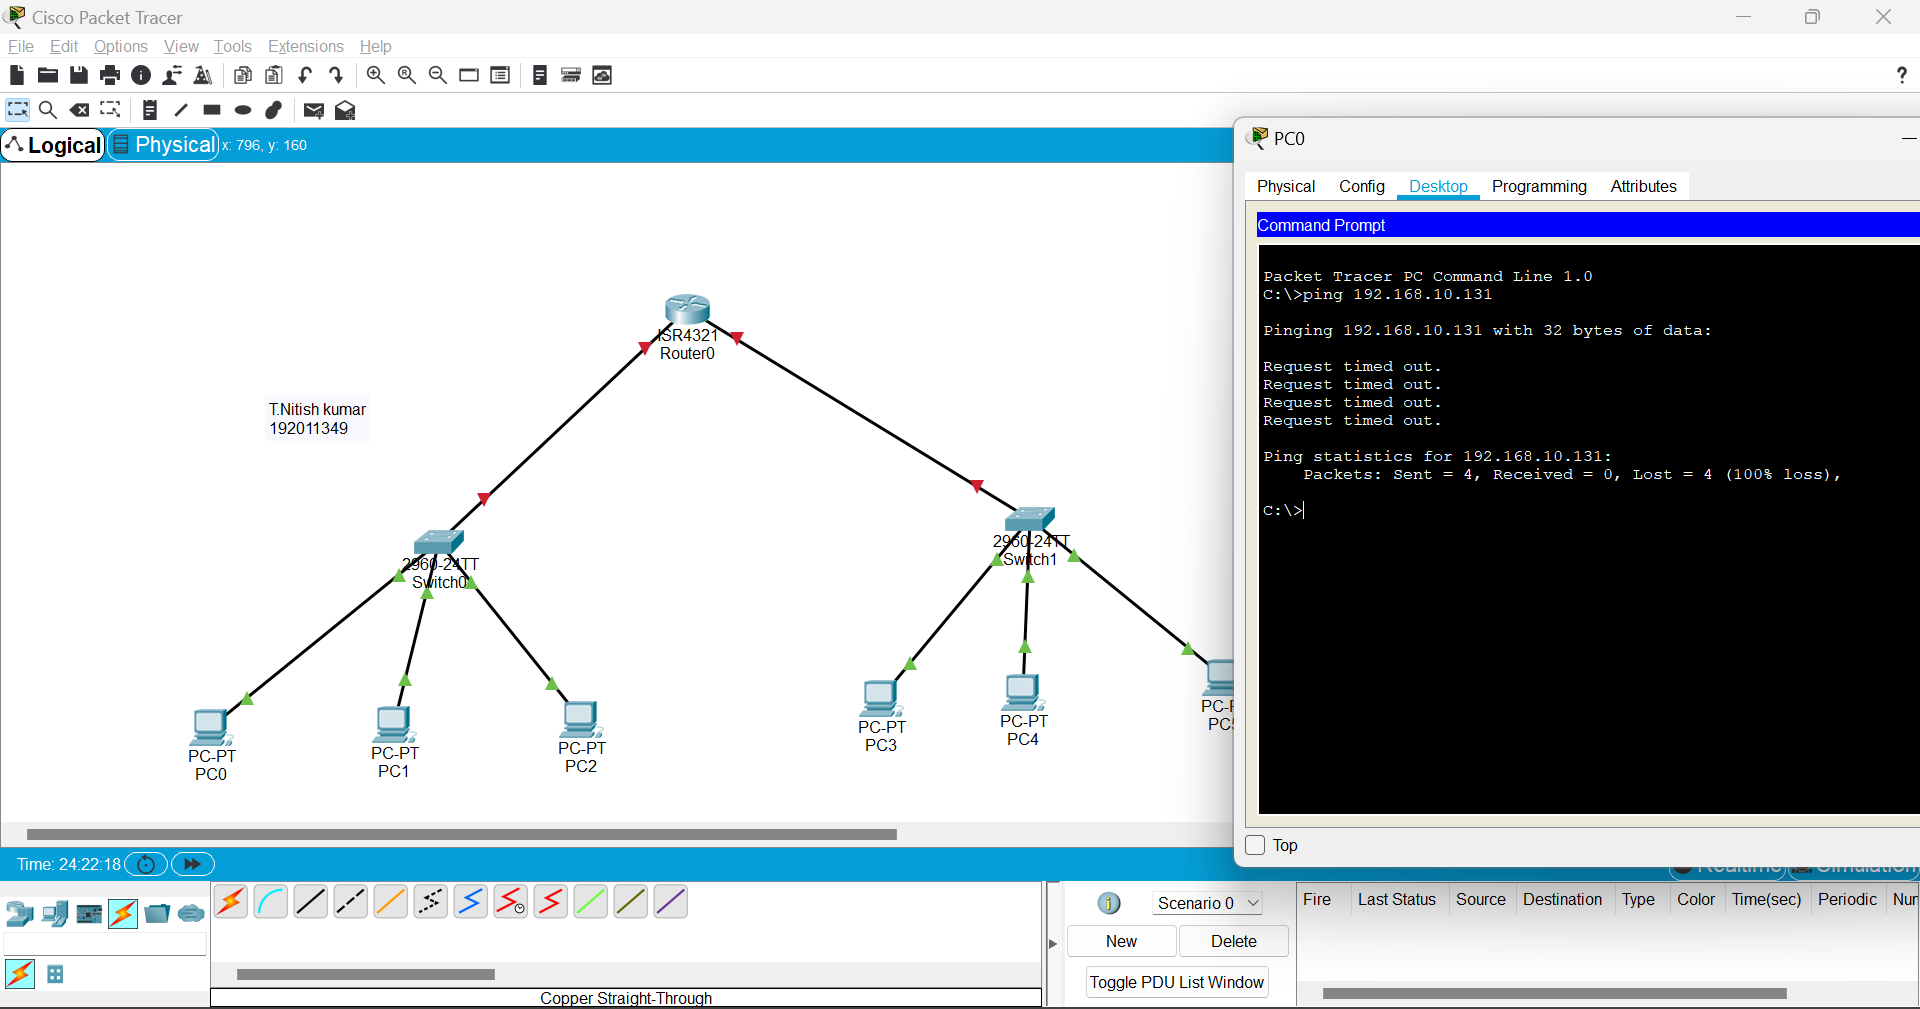 Cisco Packet Tracer
File Edit Options View Tools Extensions Help
?
Logical
Physical
x: 796, y: 160
ISR4321
Router0
T.Nitish kumar
192011349
2960-24TT
Switch0
2960-24TT
Switch1
PC-PT
PC0
PC-PT
PC1
PC-PT
PC2
PC-PT
PC3
PC-PT
PC4
PC0
Physical Config Desktop Programming Attributes
Command Prompt
Packet Tracer PC Command Line 1.0
C:\>ping 192.168.10.131
Pinging 192.168.10.131 with 32 bytes of data:
Request timed out.
Request timed out.
Request timed out.
Request timed out.
Ping statistics for 192.168.10.131:
Packets: Sent = 4, Received = 0, Lost = 4 (100% loss),
C:\>
Top
Time: 24:22:18
Realtime
Simulation
Copper Straight-Through
Scenario 0
New
Delete
Toggle PDU List Window
Fire Last Status Source Destination Type Color Time(sec) Periodic